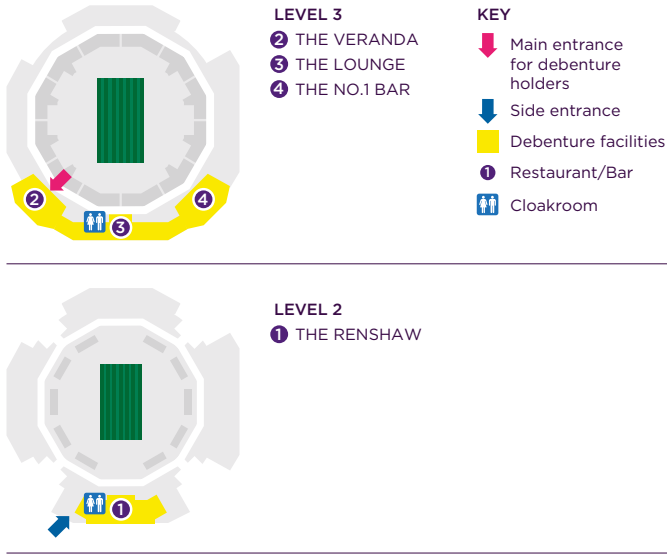 LEVEL 3
2 THE VERANDA
3 THE LOUNGE
4 THE NO.1 BAR
KEY
Main entrance
for debenture
holders
Side entrance
Debenture facilities
1 Restaurant/Bar
Cloakroom
2
3
4
LEVEL 2
1 THE RENSHAW
1